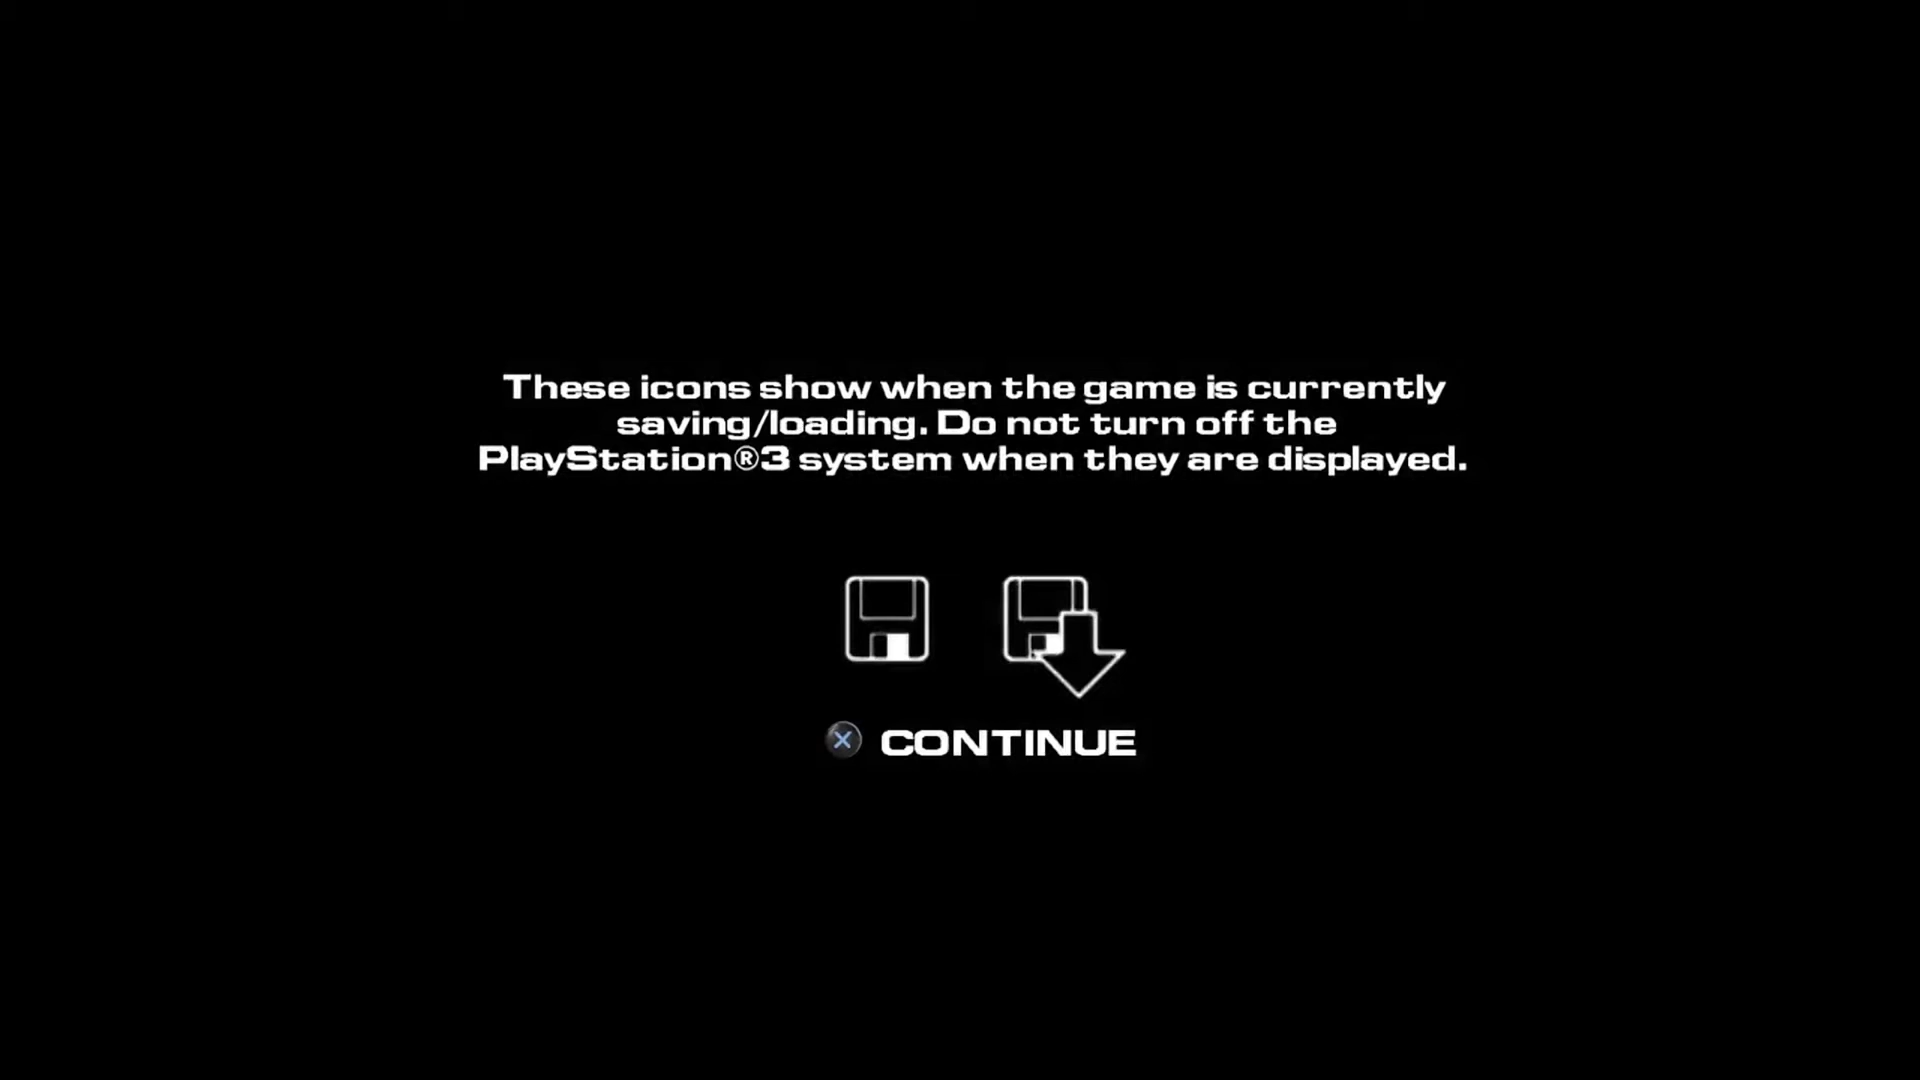 These icons show when the game is currently
saving/loading. Do not turn off the
PlayStation®3 system when they are displayed.
CONTINUE